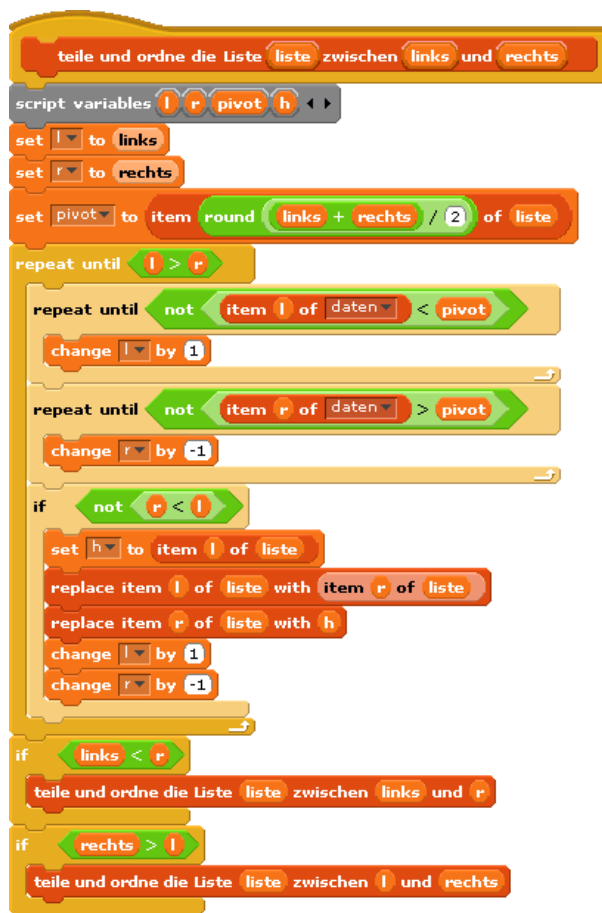 teile und ordne die Liste liste zwischen links und rechts
script variables l r pivot h
set l to links
set r to rechts
set pivot to item round links + rechts / 2 of liste
repeat until l > r
repeat until not item l of daten < pivot
change l by 1
repeat until not item r of daten > pivot
change r by -1
if not r < l
set h to item l of liste
replace item l of liste with item r of liste
replace item r of liste with h
change l by 1
change r by -1
if links < r
teile und ordne die Liste liste zwischen links und r
if rechts > l
teile und ordne die Liste liste zwischen l und rechts